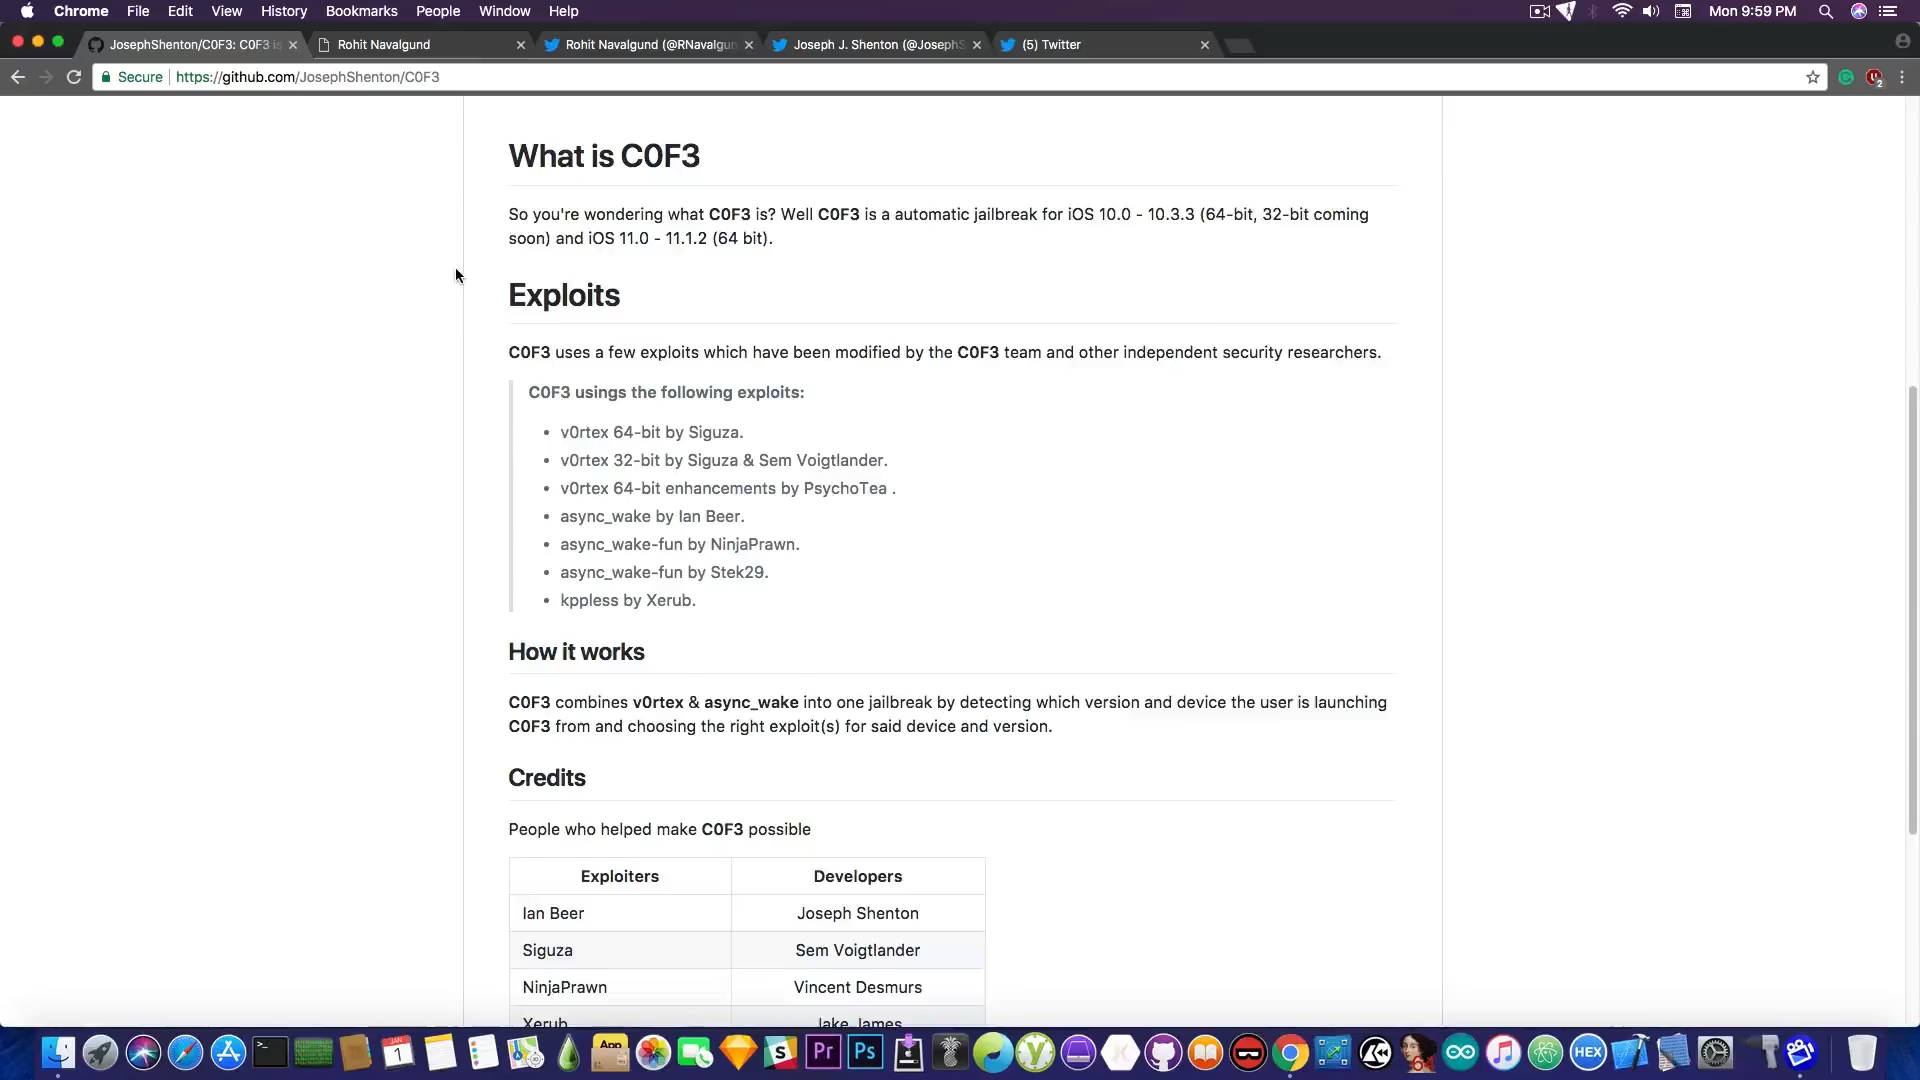 Chrome File Edit View History Bookmarks People Window Help Mon 9:59 PM
JosephShenton/C0F3: C0F3 is Rohit Navalgund Rohit Navalgund (@RNavalgun Joseph J. Shenton (@JosephS (5) Twitter
Secure https://github.com/JosephShenton/C0F3
2
What is C0F3
So you're wondering what C0F3 is? Well C0F3 is a automatic jailbreak for iOS 10.0 - 10.3.3 (64-bit, 32-bit coming
soon) and iOS 11.0 - 11.1.2 (64 bit).
Exploits
C0F3 uses a few exploits which have been modified by the C0F3 team and other independent security researchers.
C0F3 usings the following exploits:
• v0rtex 64-bit by Siguza.
• v0rtex 32-bit by Siguza & Sem Voigtlander.
• v0rtex 64-bit enhancements by PsychoTea .
• async_wake by Ian Beer.
• async_wake-fun by NinjaPrawn.
• async_wake-fun by Stek29.
• kppless by Xerub.
How it works
C0F3 combines v0rtex & async_wake into one jailbreak by detecting which version and device the user is launching
C0F3 from and choosing the right exploit(s) for said device and version.
Credits
People who helped make C0F3 possible
Exploiters Developers
Ian Beer Joseph Shenton
Siguza Sem Voigtlander
NinjaPrawn Vincent Desmurs
Xerub Jake James
JAN 1 App S Pr Ps 64 HEX